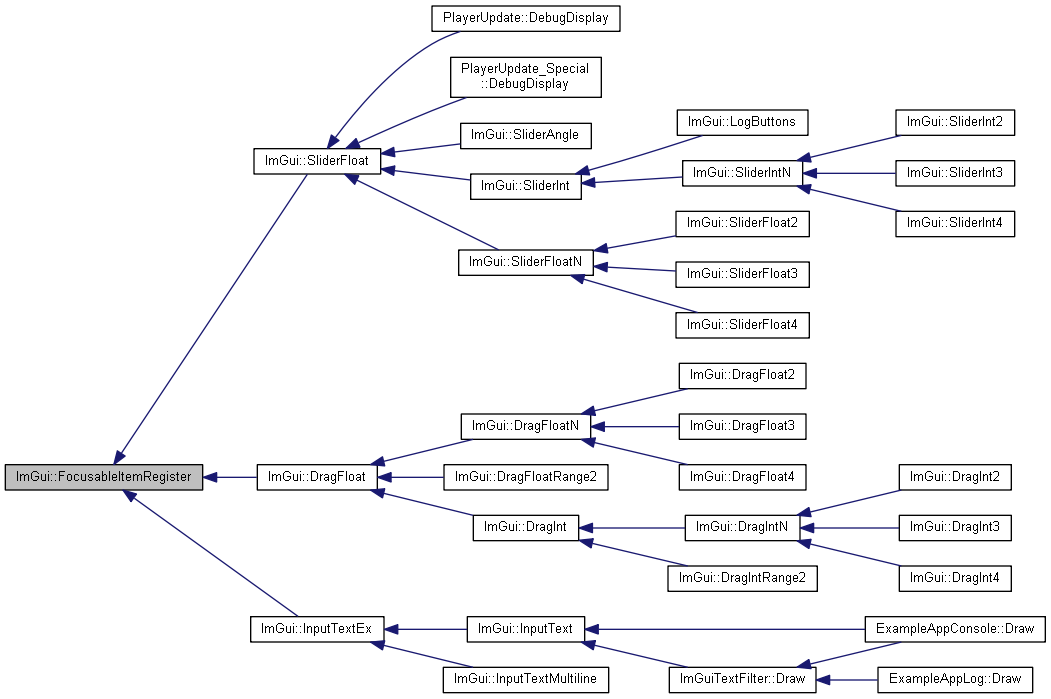 PlayerUpdate::DebugDisplay
PlayerUpdate_Special
::DebugDisplay
ImGui::SliderAngle
ImGui::LogButtons
ImGui::SliderInt2
ImGui::SliderFloat
ImGui::SliderInt
ImGui::SliderIntN
ImGui::SliderInt3
ImGui::SliderInt4
ImGui::SliderFloat2
ImGui::SliderFloatN
ImGui::SliderFloat3
ImGui::SliderFloat4
ImGui::DragFloat2
ImGui::DragFloatN
ImGui::DragFloat3
ImGui::FocusableItemRegister
ImGui::DragFloat
ImGui::DragFloatRange2
ImGui::DragFloat4
ImGui::DragInt2
ImGui::DragInt
ImGui::DragIntN
ImGui::DragInt3
ImGui::DragIntRange2
ImGui::DragInt4
ImGui::InputTextEx
ImGui::InputText
ExampleAppConsole::Draw
ImGui::InputTextMultiline
ImGuiTextFilter::Draw
ExampleAppLog::Draw